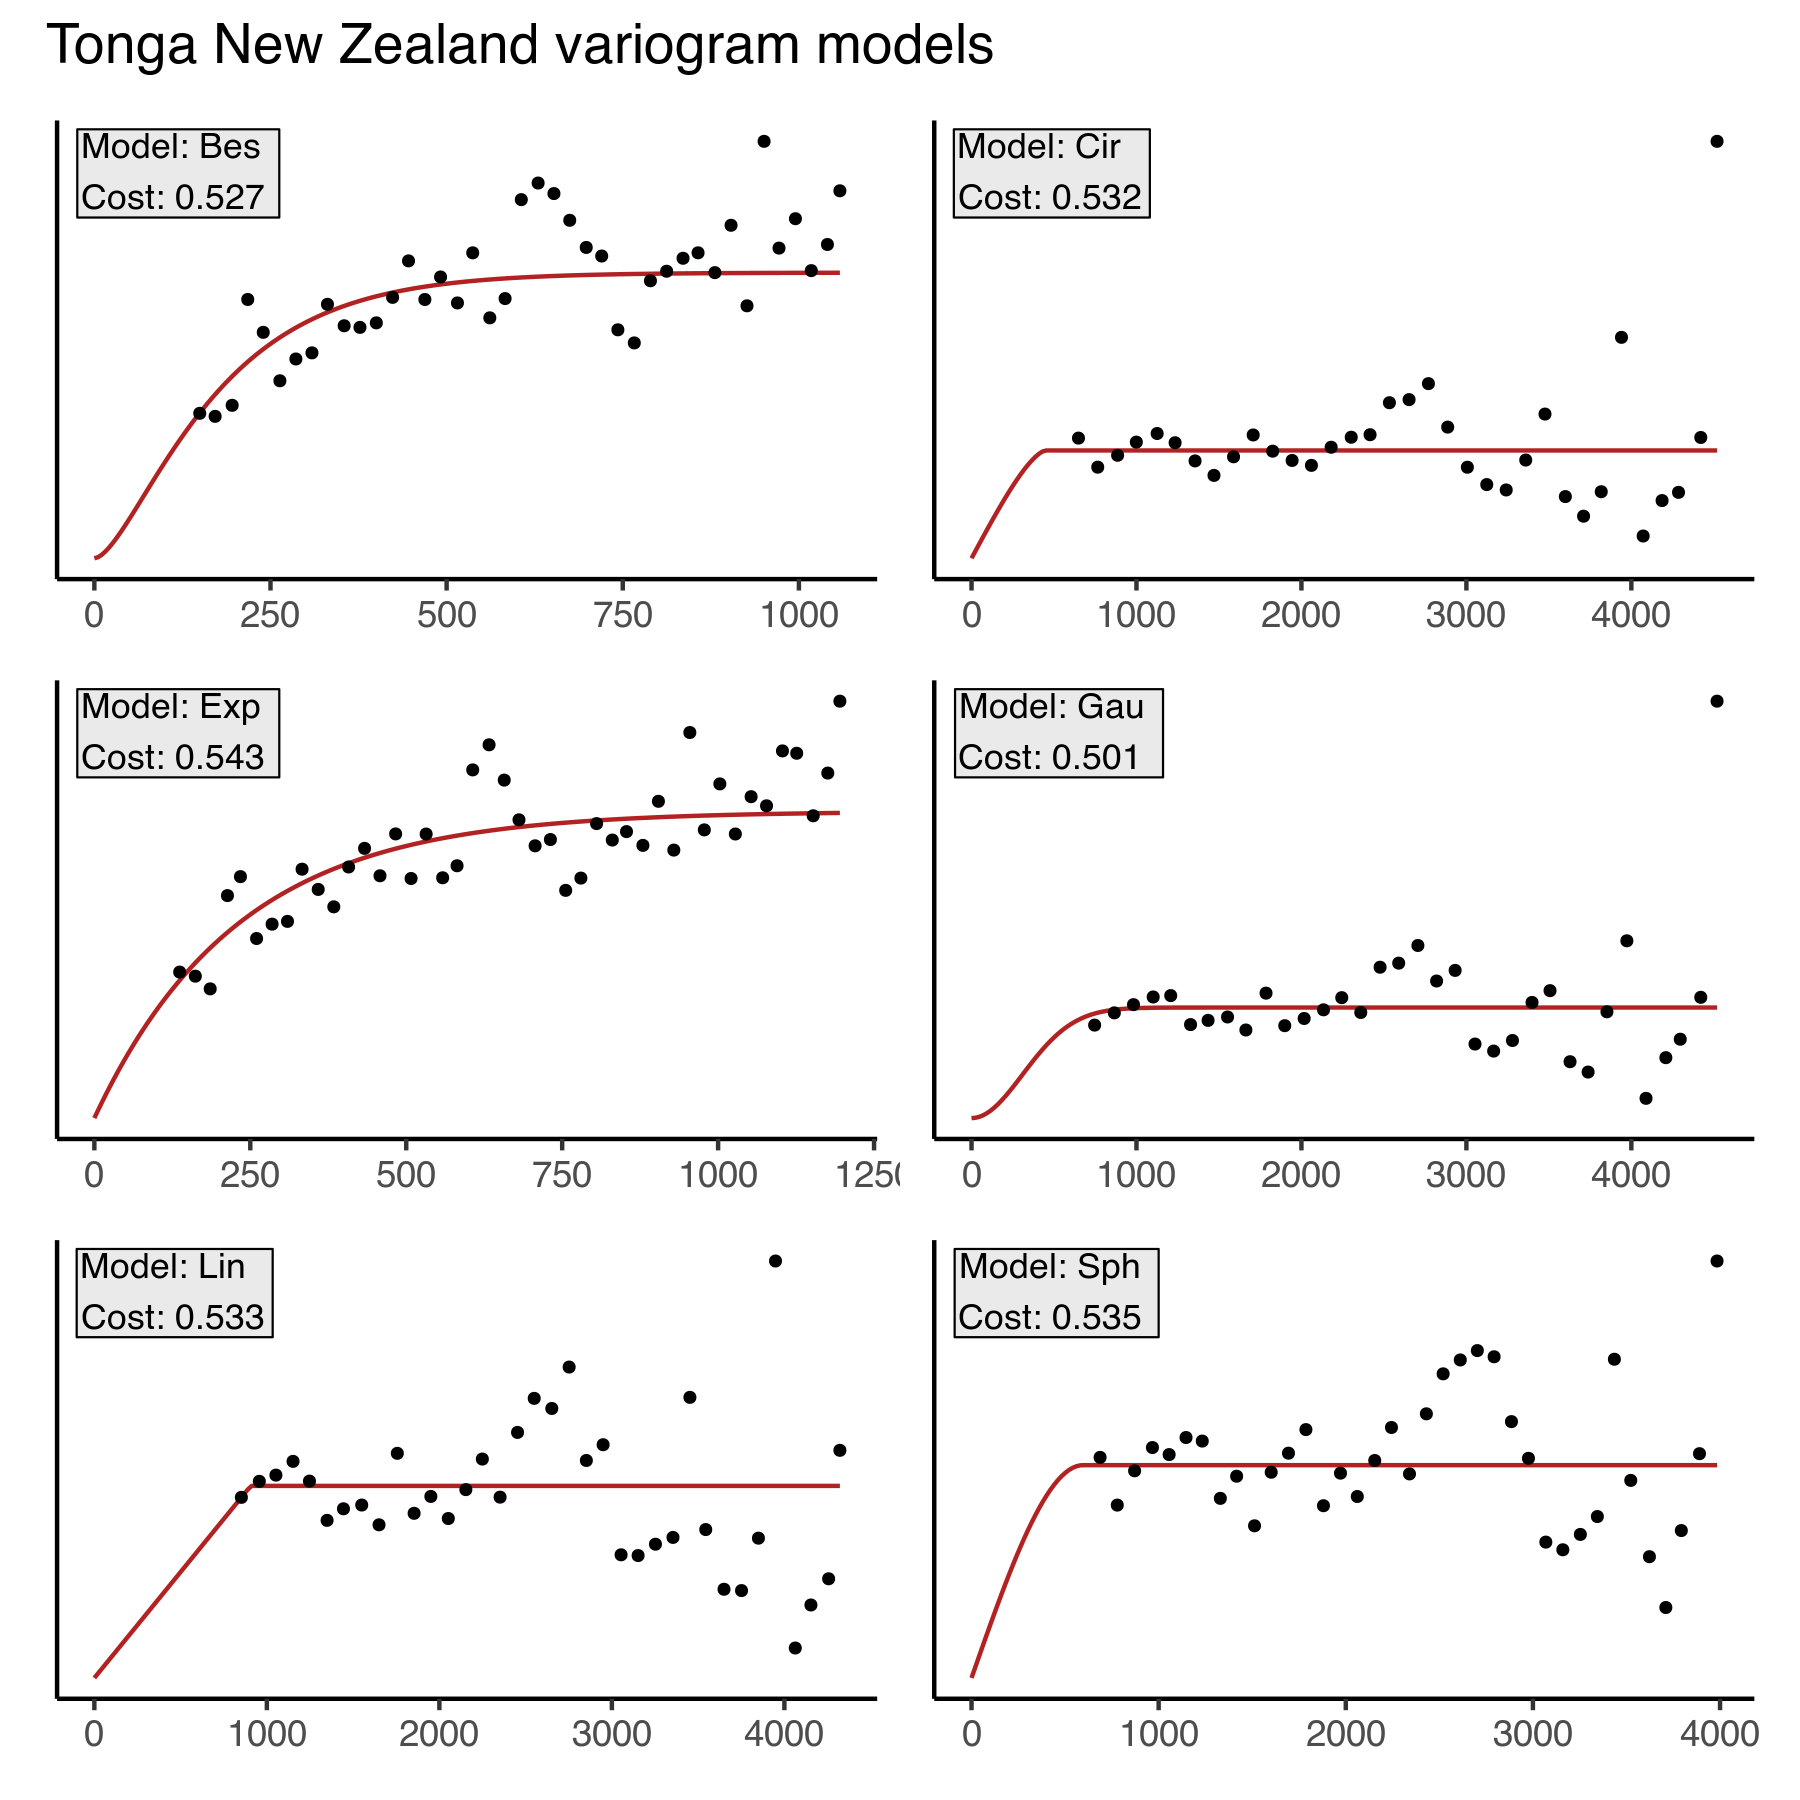 Tonga New Zealand variogram models
Model: Bes
Cost: 0.527
0 250 500 750 1000
Model: Cir
Cost: 0.532
0 1000 2000 3000 4000
Model: Exp
Cost: 0.543
0 250 500 750 1000 125
Model: Gau
Cost: 0.501
0 1000 2000 3000 4000
Model: Lin
Cost: 0.533
0 1000 2000 3000 4000
Model: Sph
Cost: 0.535
0 1000 2000 3000 4000